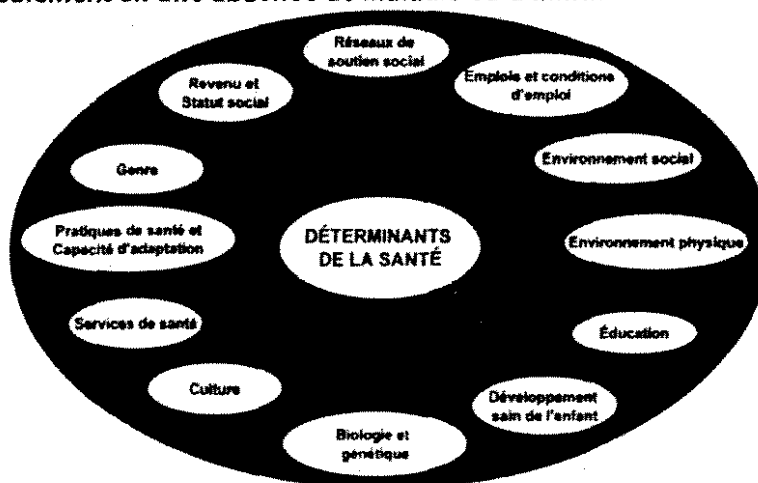 Réseaux de
soutien social
Emplois et conditions
d'emploi
Revenu et
Statut social
Environnement social
Genre
Pratiques de santé et
Capacité d'adaptation
DÉTERMINANTS
DE LA SANTÉ
Environnement physique
Services de santé
Éducation
Culture
Développement
sain de l'enfant
Biologie et
génétique